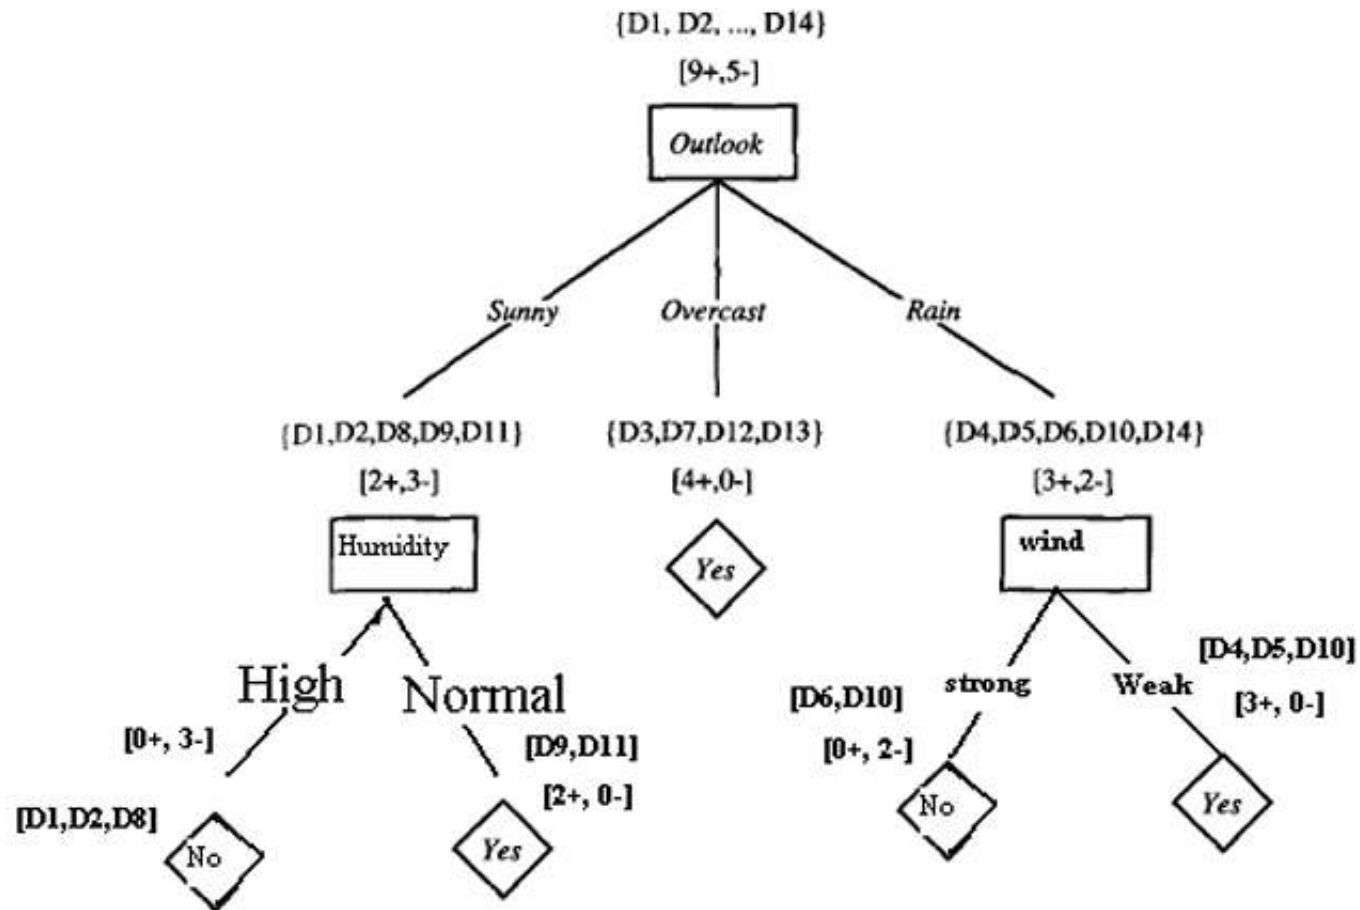 {D1, D2, ..., D14}
[9+,5-]
Outlook
Sunny
Overcast
Rain
{D1,D2,D8,D9,D11}
[2+,3-]
Humidity
{D3,D7,D12,D13}
[4+,0-]
Yes
{D4,D5,D6,D10,D14}
[3+,2-]
wind
High
Normal
[0+, 3-]
[D1,D2,D8]
No
[D9,D11]
[2+, 0-]
Yes
strong
Weak
[D6,D10]
[0+, 2-]
No
[D4,D5,D10]
[3+, 0-]
Yes